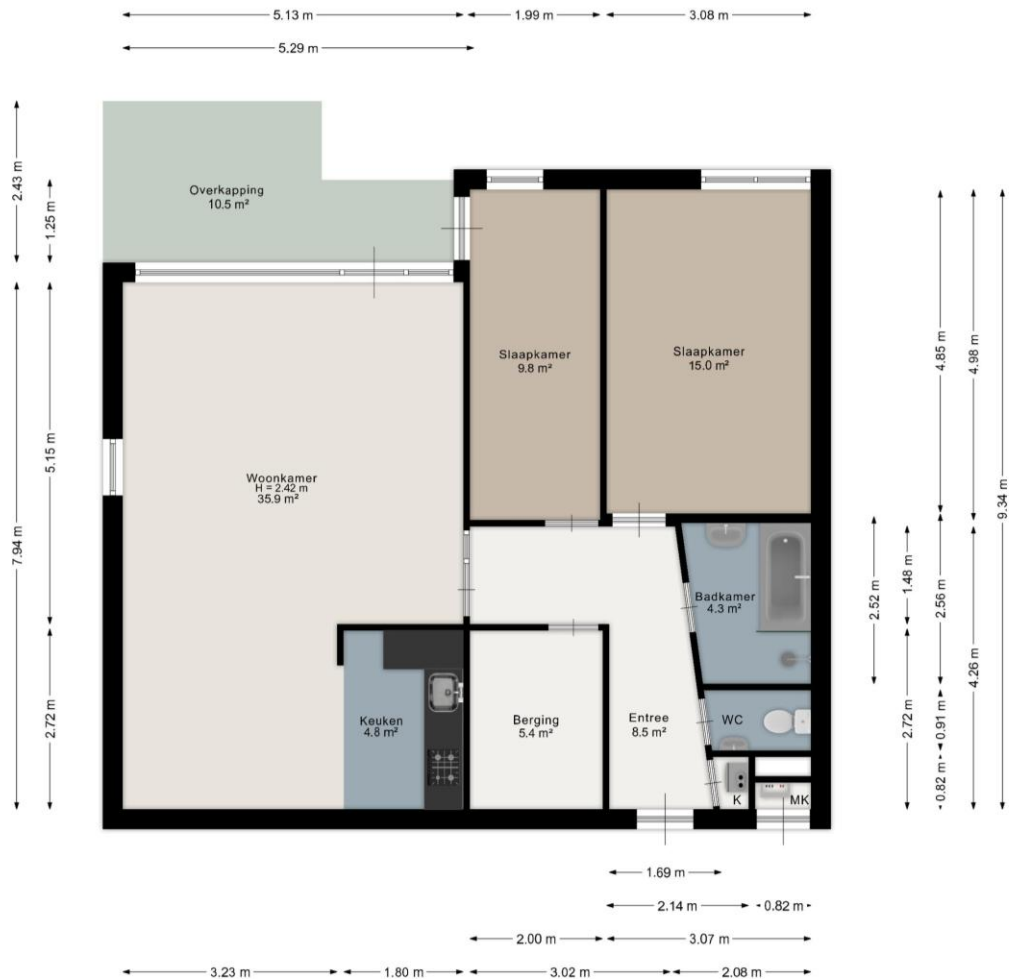 5.13 m
1.99 m
3.08 m
5.29 m
2.43 m
1.25 m
Overkapping
10.5 m²
Slaapkamer
9.8 m²
Slaapkamer
15.0 m²
4.85 m
4.98 m
9.34 m
5.15 m
7.94 m
Woonkamer
H = 2.42 m
35.9 m²
2.52 m
1.48 m
2.56 m
4.26 m
Badkamer
4.3 m²
2.72 m
Keuken
4.8 m²
Berging
5.4 m²
Entree
8.5 m²
WC
2.72 m
0.91 m
0.82 m
K
MK
1.69 m
2.14 m
0.82 m
2.00 m
3.07 m
3.23 m
1.80 m
3.02 m
2.08 m